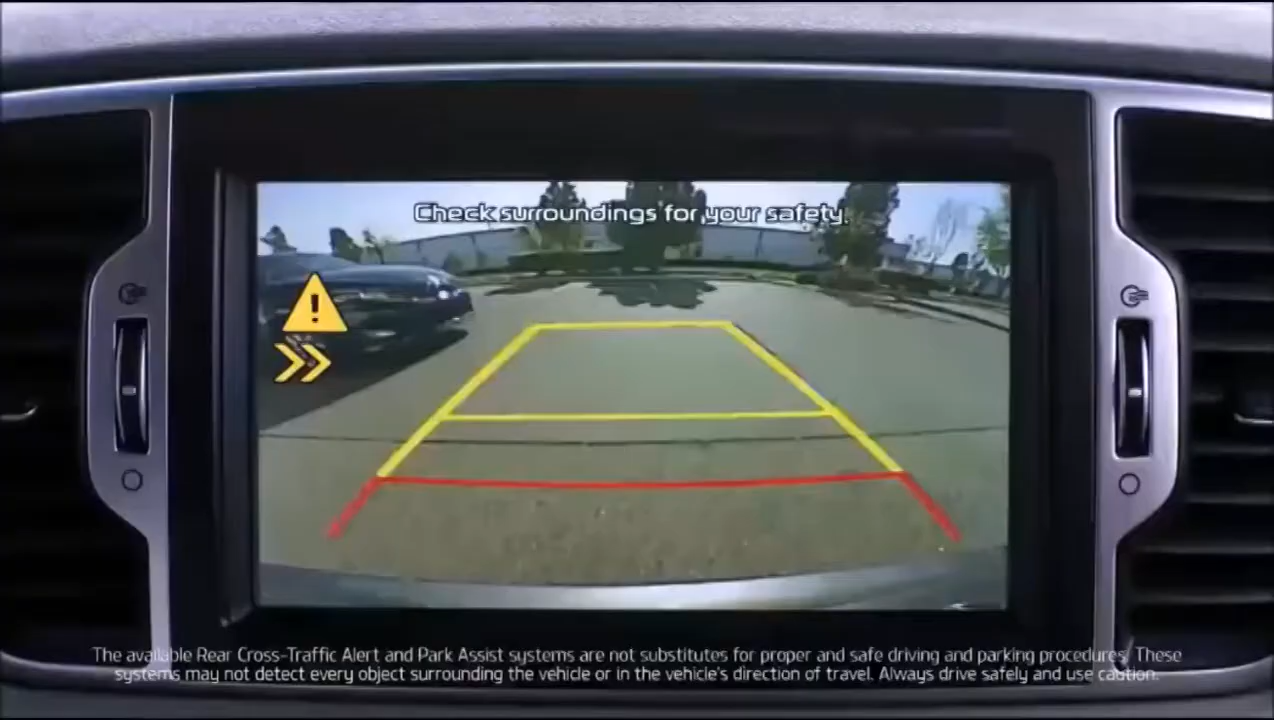 Check surroundings for your safety.
!
The available Rear Cross-Traffic Alert and Park Assist systems are not substitutes for proper and safe driving and parking procedures. These
systems may not detect every object surrounding the vehicle or in the vehicle's direction of travel. Always drive safely and use caution.